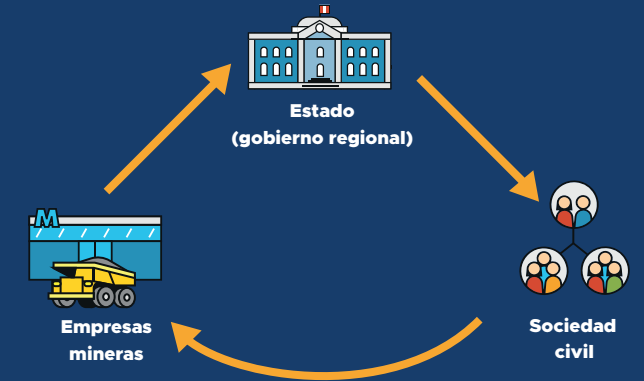 Estado
(gobierno regional)
M
Empresas
mineras
Sociedad
civil